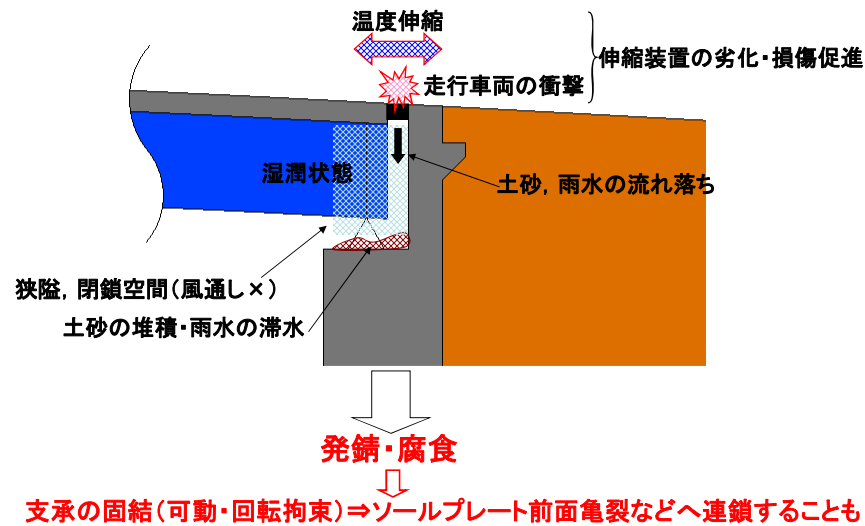 温度伸縮
走行車両の衝撃
伸縮装置の劣化・損傷促進
湿潤状態
土砂，雨水の流れ落ち
狭隘，閉鎖空間（風通し×）
土砂の堆積・雨水の滞水
発錆・腐食
支承の固結（可動・回転拘束）⇒ソールプレート前面亀裂などへ連鎖することも